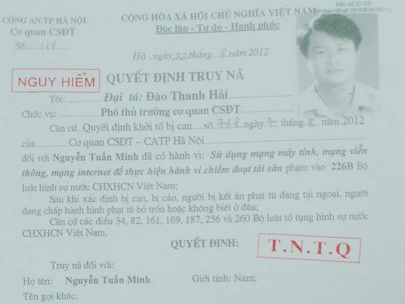 CÔNG AN TP HÀ NỘI
Cơ quan CSĐT
Số:
CỘNG HÒA XÃ HỘI CHỦ NGHĨA VIỆT NAM
Độc lập - Tự do - Hạnh phúc
Hà , ngày 22 tháng 8 2012
NGUY HIỂM
QUYẾT ĐỊNH TRUY NÃ
Tôi: Đại tá: Đào Thanh Hải
Chức vụ: Phó thủ trưởng cơ quan CSĐT
Căn cứ Quyết định khởi tố bị can số 788 ngày 7 tháng 8 / 2012
của Cơ quan CSĐT – CATP Hà Nội
đối với Nguyễn Tuấn Minh đã có hành vi: Sử dụng mạng máy tính, mạng viễn
thông, mạng internet để thực hiện hành vi chiếm đoạt tài sản phạm vào 226B Bộ
luật hình sự nước CHXHCN Việt Nam;
Sau khi xác định bị can, bị cáo, người bị kết án phạt tù đang tại ngoại, người
đang chấp hành hình phạt tù bỏ trốn hoặc không biết ở đâu;
Căn cứ các điều 34, 82, 161, 169, 187, 256 và 260 Bộ luật tố tụng hình sự nước
CHXHCN Việt Nam,
QUYẾT ĐỊNH:
T.N.T.Q
Truy nã đối với:
Họ tên: Nguyễn Tuấn Minh Giới tính: Nam;
Tên gọi khác: